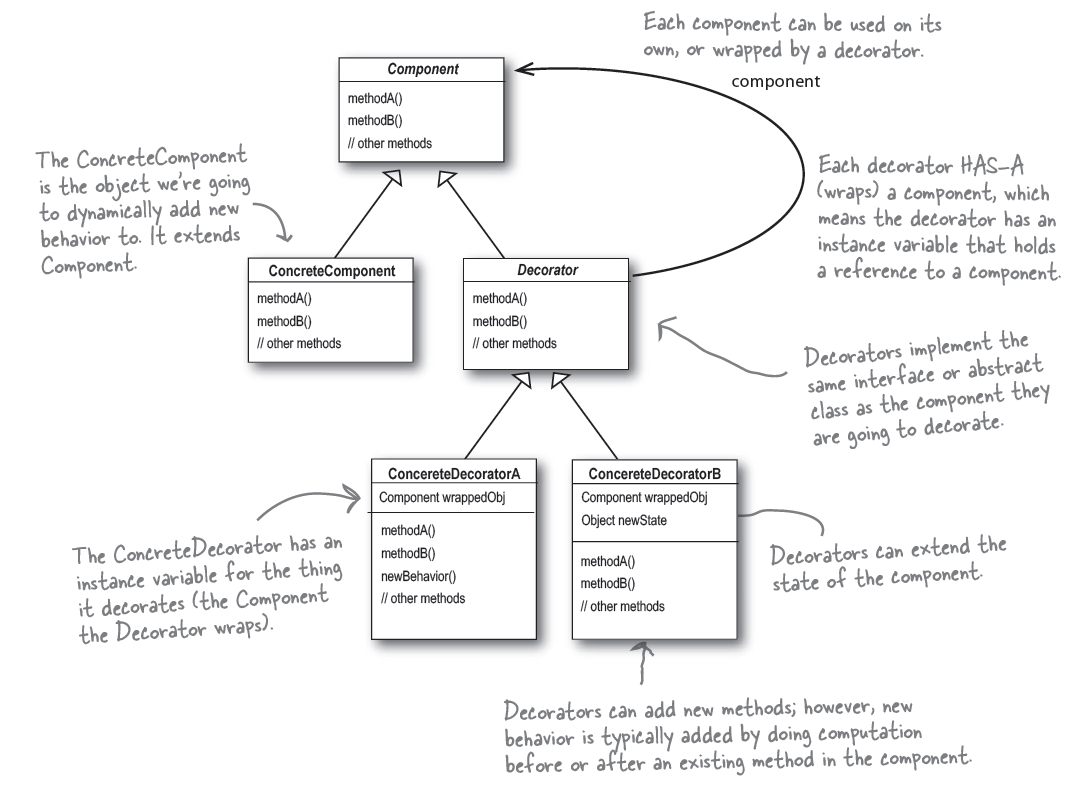 Each component can be used on its
own, or wrapped by a decorator.
component
Component
methodA()
methodB()
// other methods
The ConcreteComponent
is the object we're going
to dynamically add new
behavior to. It extends
Component.
Each decorator HAS-A
(wraps) a component, which
means the decorator has an
instance variable that holds
a reference to a component.
ConcreteComponent
methodA()
methodB()
// other methods
Decorator
methodA()
methodB()
// other methods
Decorators implement the
same interface or abstract
class as the component they
are going to decorate.
ConcereteDecoratorA
Component wrappedObj
methodA()
methodB()
newBehavior()
// other methods
ConcereteDecoratorB
Component wrappedObj
Object newState
methodA()
methodB()
// other methods
The ConcreteDecorator has an
instance variable for the thing
it decorates (the Component
the Decorator wraps).
Decorators can extend the
state of the component.
Decorators can add new methods; however, new
behavior is typically added by doing computation
before or after an existing method in the component.